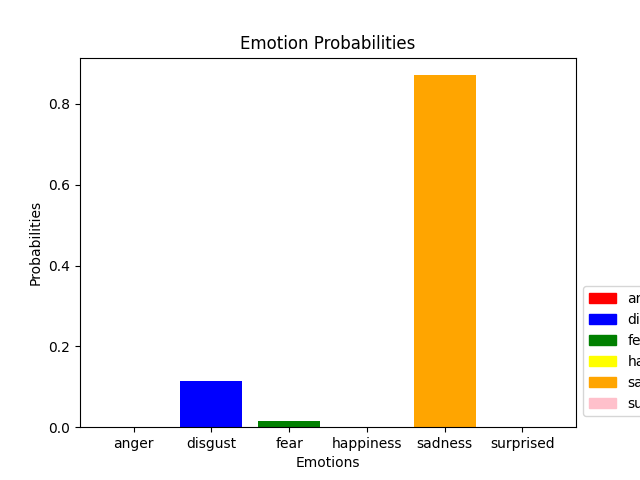 Emotion Probabilities
Probabilities
0.8
0.6
0.4
0.2
0.0
anger disgust fear happiness sadness surprised
Emotions
an
di
fe
ha
sa
su